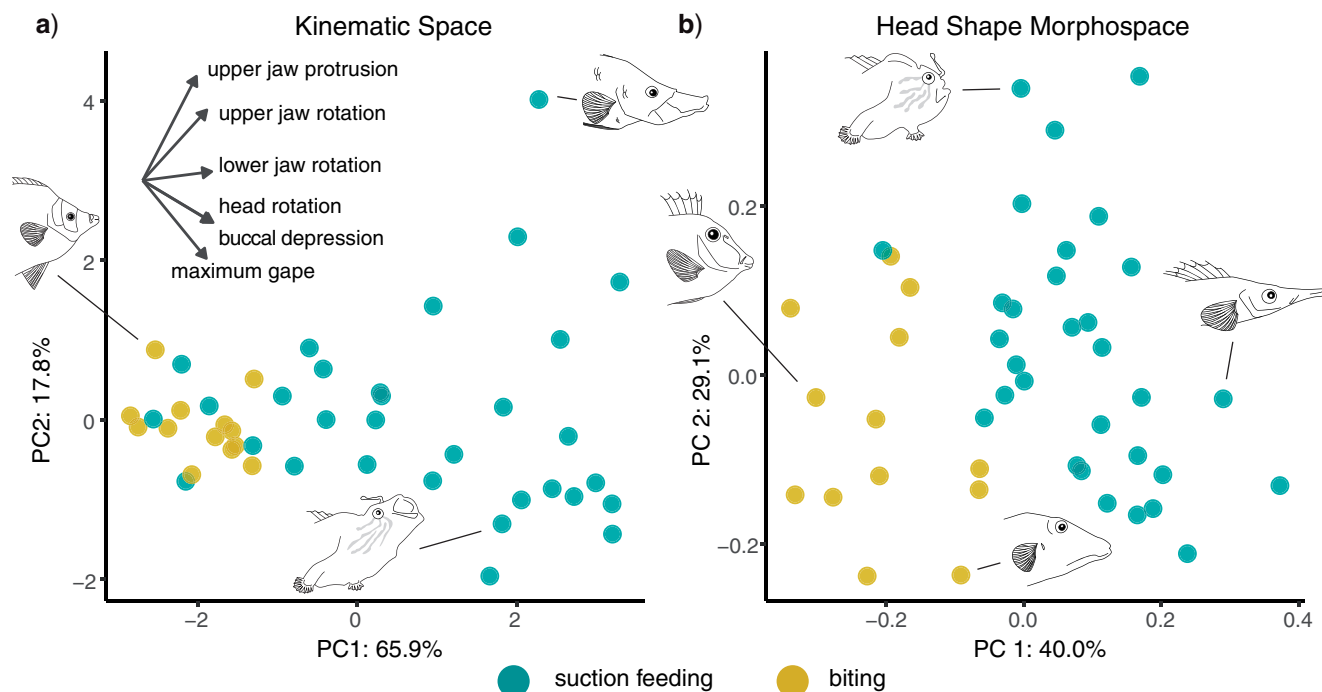 a) Kinematic Space
upper jaw protrusion
upper jaw rotation
lower jaw rotation
head rotation
buccal depression
maximum gape
4
2
0
−2
PC2: 17.8%
−2 0 2
PC1: 65.9%
b) Head Shape Morphospace
0.2
0.0
−0.2
PC 2: 29.1%
−0.2 0.0 0.2 0.4
PC 1: 40.0%
suction feeding biting